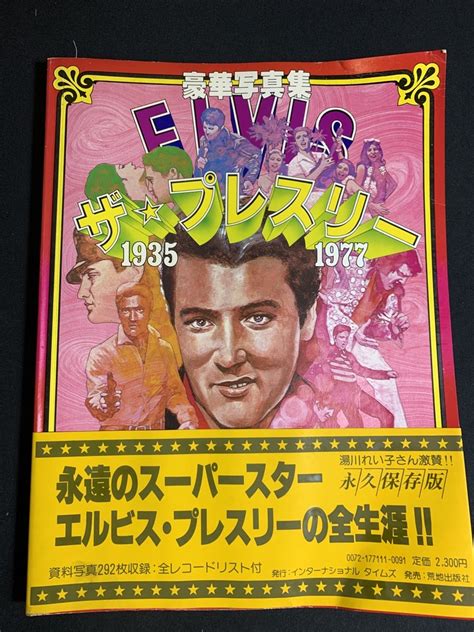 豪華写真集
ELVIS
ザ★プレスリー
1935
1977
湯川れい子さん激賛!!
永久保存版
永遠のスーパースター
エルビス・プレスリーの全生涯!!
0072-177111-0091 定価 2.300円
資料写真292枚収録:全レコードリスト付
発行:インターナショナル タイムズ 発売:荒地出版社